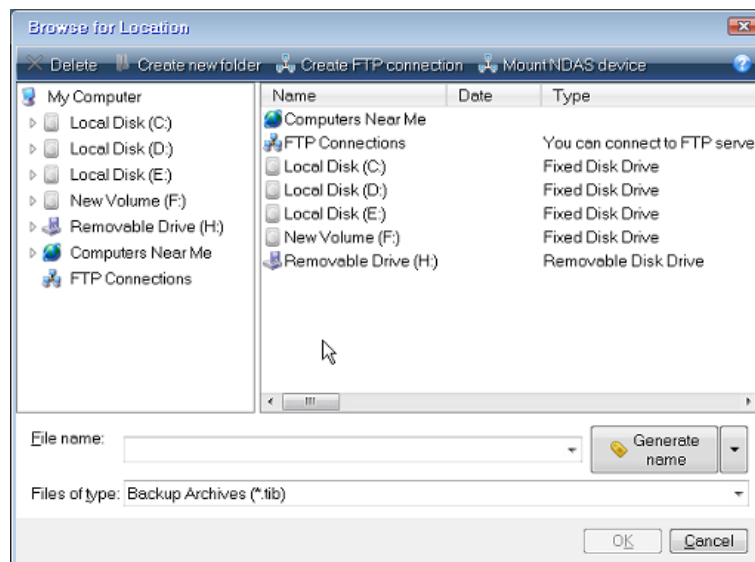 Browse for Location
Delete Create new folder Create FTP connection Mount NDAS device
My Computer
Local Disk (C:)
Local Disk (D:)
Local Disk (E:)
New Volume (F:)
Removable Drive (H:)
Computers Near Me
FTP Connections
Name Date Type
Computers Near Me
FTP Connections You can connect to FTP serve
Local Disk (C:) Fixed Disk Drive
Local Disk (D:) Fixed Disk Drive
Local Disk (E:) Fixed Disk Drive
New Volume (F:) Fixed Disk Drive
Removable Drive (H:) Removable Disk Drive
File name:
Generate
name
Files of type: Backup Archives (*.tib)
OK Cancel